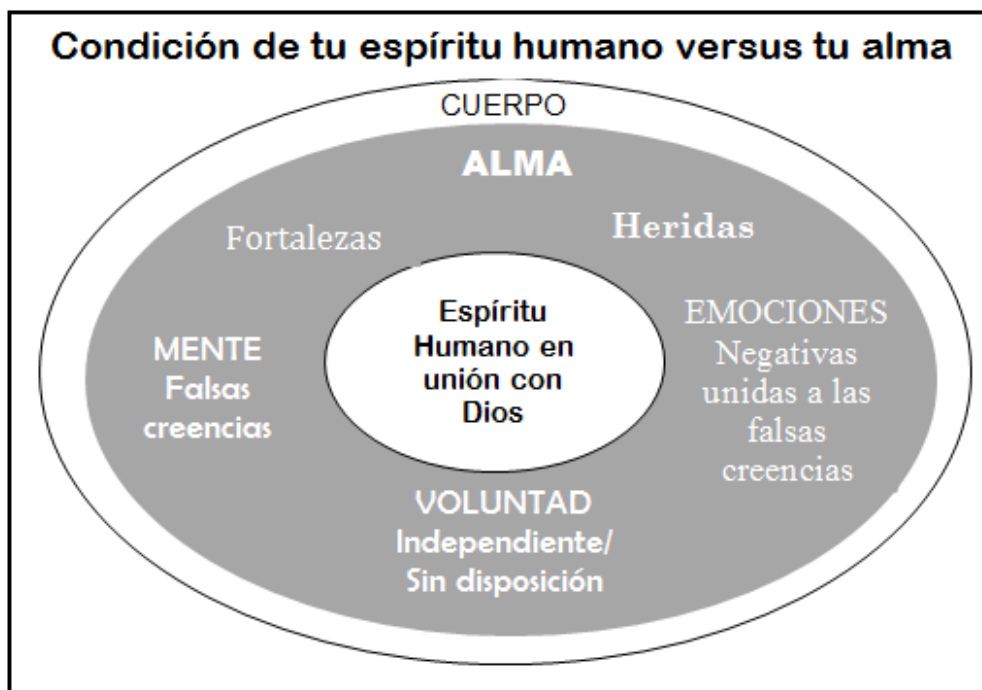 Condición de tu espíritu humano versus tu alma
CUERPO
ALMA
Fortalezas
Heridas
MENTE
Falsas
creencias
Espíritu
Humano en
unión con
Dios
EMOCIONES
Negativas
unidas a las
falsas
creencias
VOLUNTAD
Independiente/
Sin disposición